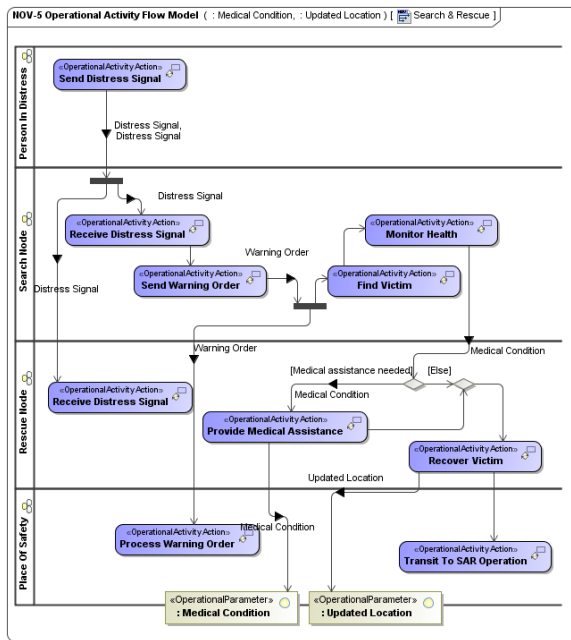 NOV-5 Operational Activity Flow Model ( : Medical Condition, : Updated Location ) [ Search & Rescue ]
Person In Distress
«OperationalActivityAction»
Send Distress Signal
Distress Signal,
Distress Signal
Search Node
Distress Signal
«OperationalActivityAction»
Receive Distress Signal
«OperationalActivityAction»
Monitor Health
Warning Order
«OperationalActivityAction»
Send Warning Order
«OperationalActivityAction»
Find Victim
Distress Signal
Rescue Node
Warning Order
Medical Condition
[Medical assistance needed]
[Else]
Medical Condition
«OperationalActivityAction»
Receive Distress Signal
«OperationalActivityAction»
Provide Medical Assistance
«OperationalActivityAction»
Recover Victim
Updated Location
Place Of Safety
Medical Condition
«OperationalActivityAction»
Process Warning Order
«OperationalActivityAction»
Transit To SAR Operation
«OperationalParameter»
: Medical Condition
«OperationalParameter»
: Updated Location